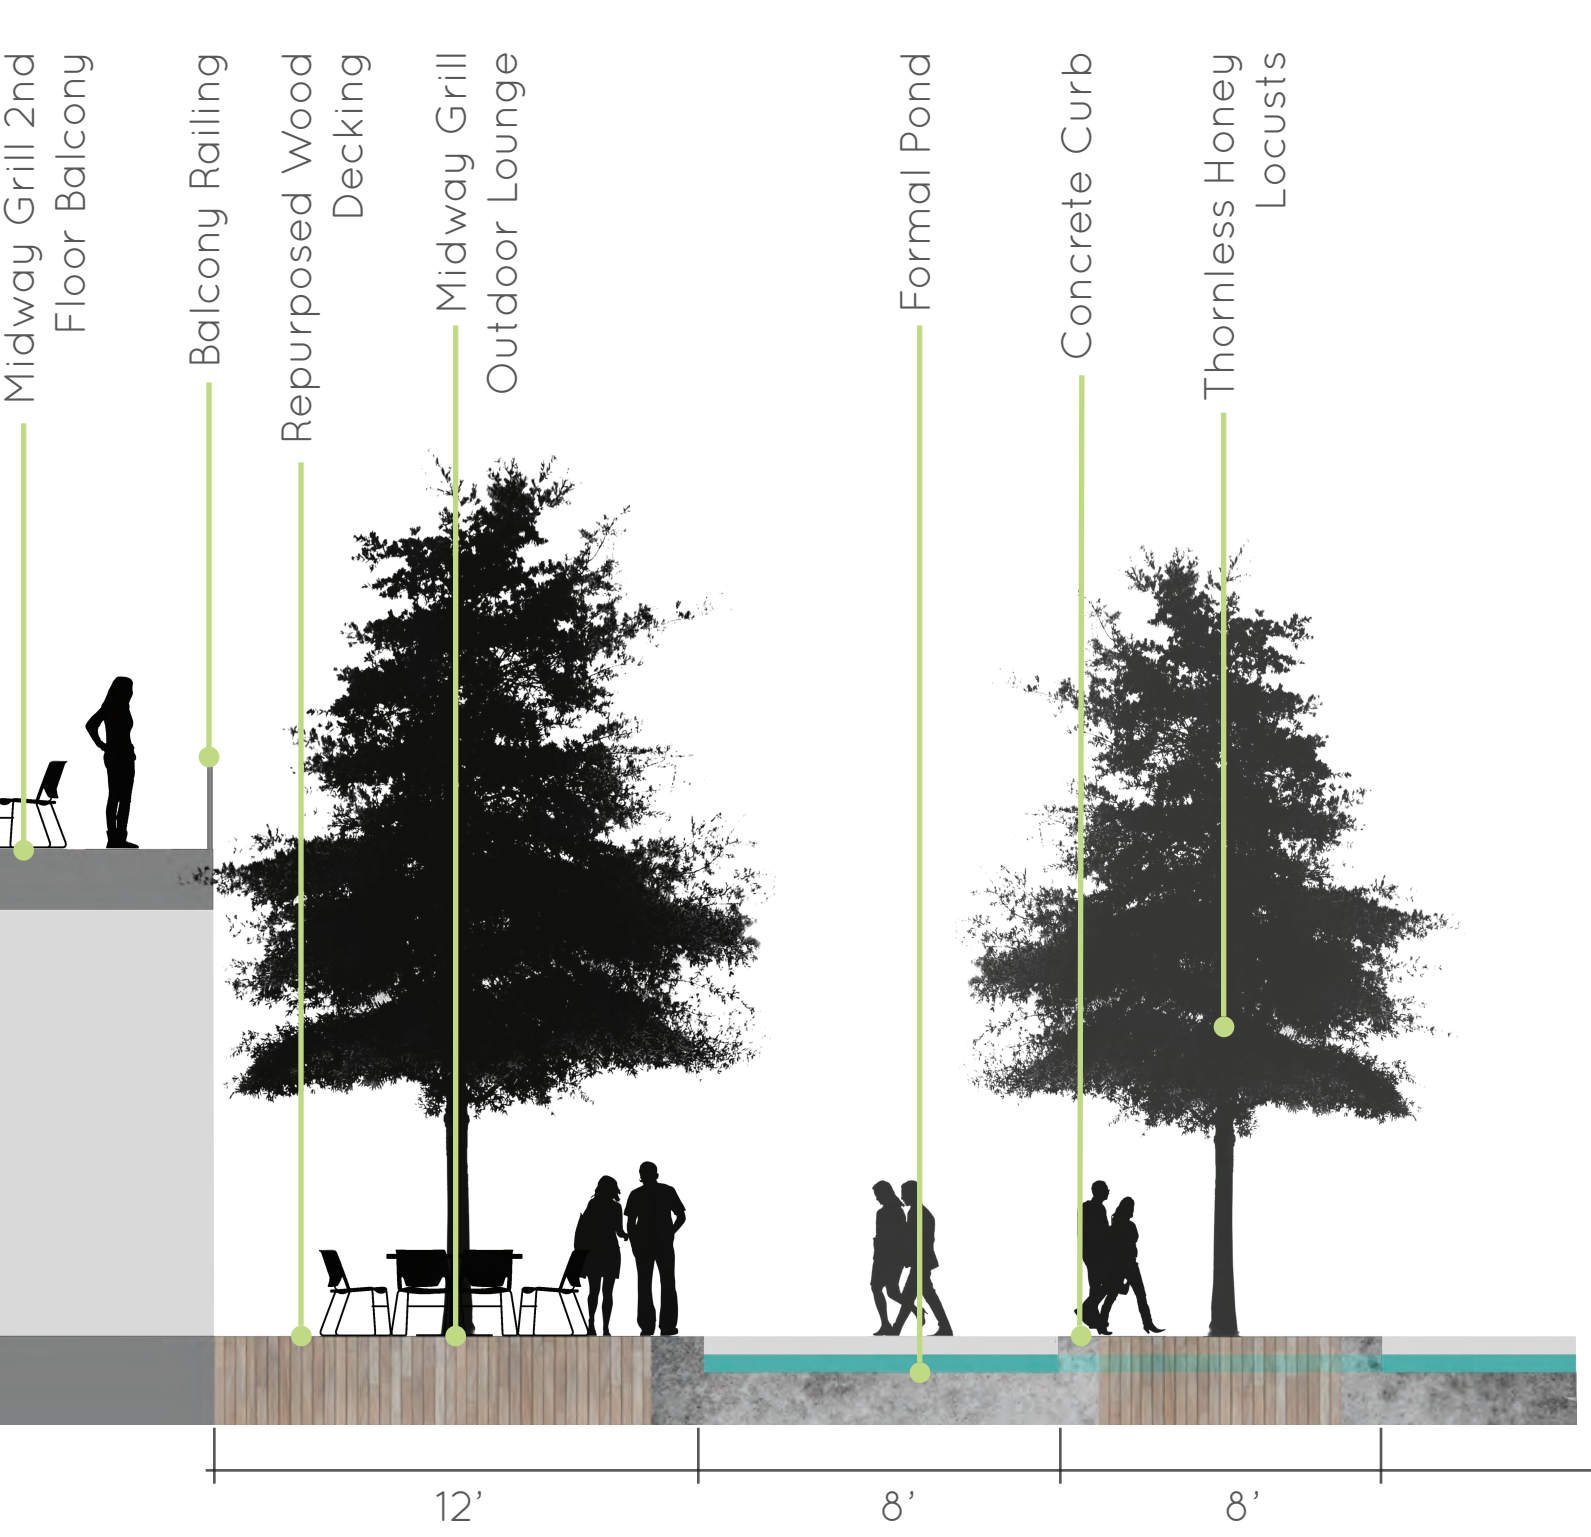 Midway Grill 2nd
Floor Balcony
Balcony Railing
Repurposed Wood
Decking
Midway Grill
Outdoor Lounge
Formal Pond
Concrete Curb
Thornless Honey
Locusts
12’
8’
8’